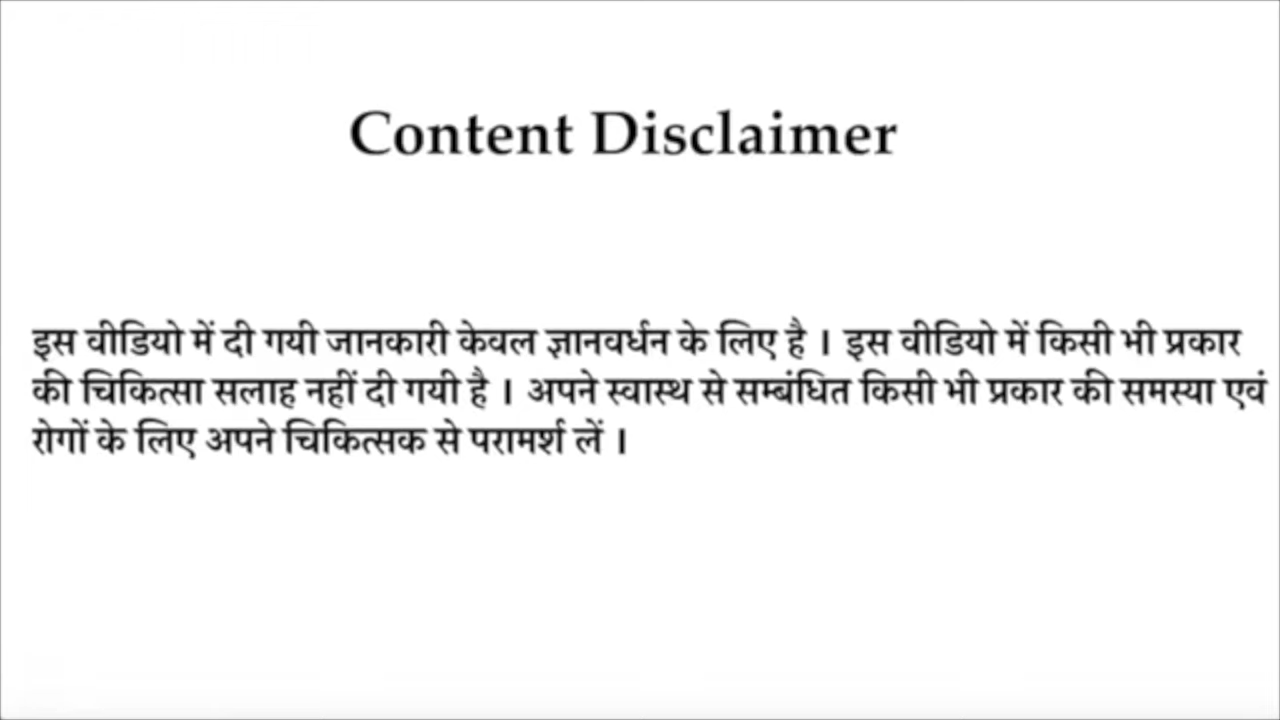 Content Disclaimer
इस वीडियो में दी गयी जानकारी केवल ज्ञानवर्धन के लिए है । इस वीडियो में किसी भी प्रकार
की चिकित्सा सलाह नहीं दी गयी है । अपने स्वास्थ से सम्बंधित किसी भी प्रकार की समस्या एवं
रोगों के लिए अपने चिकित्सक से परामर्श लें ।